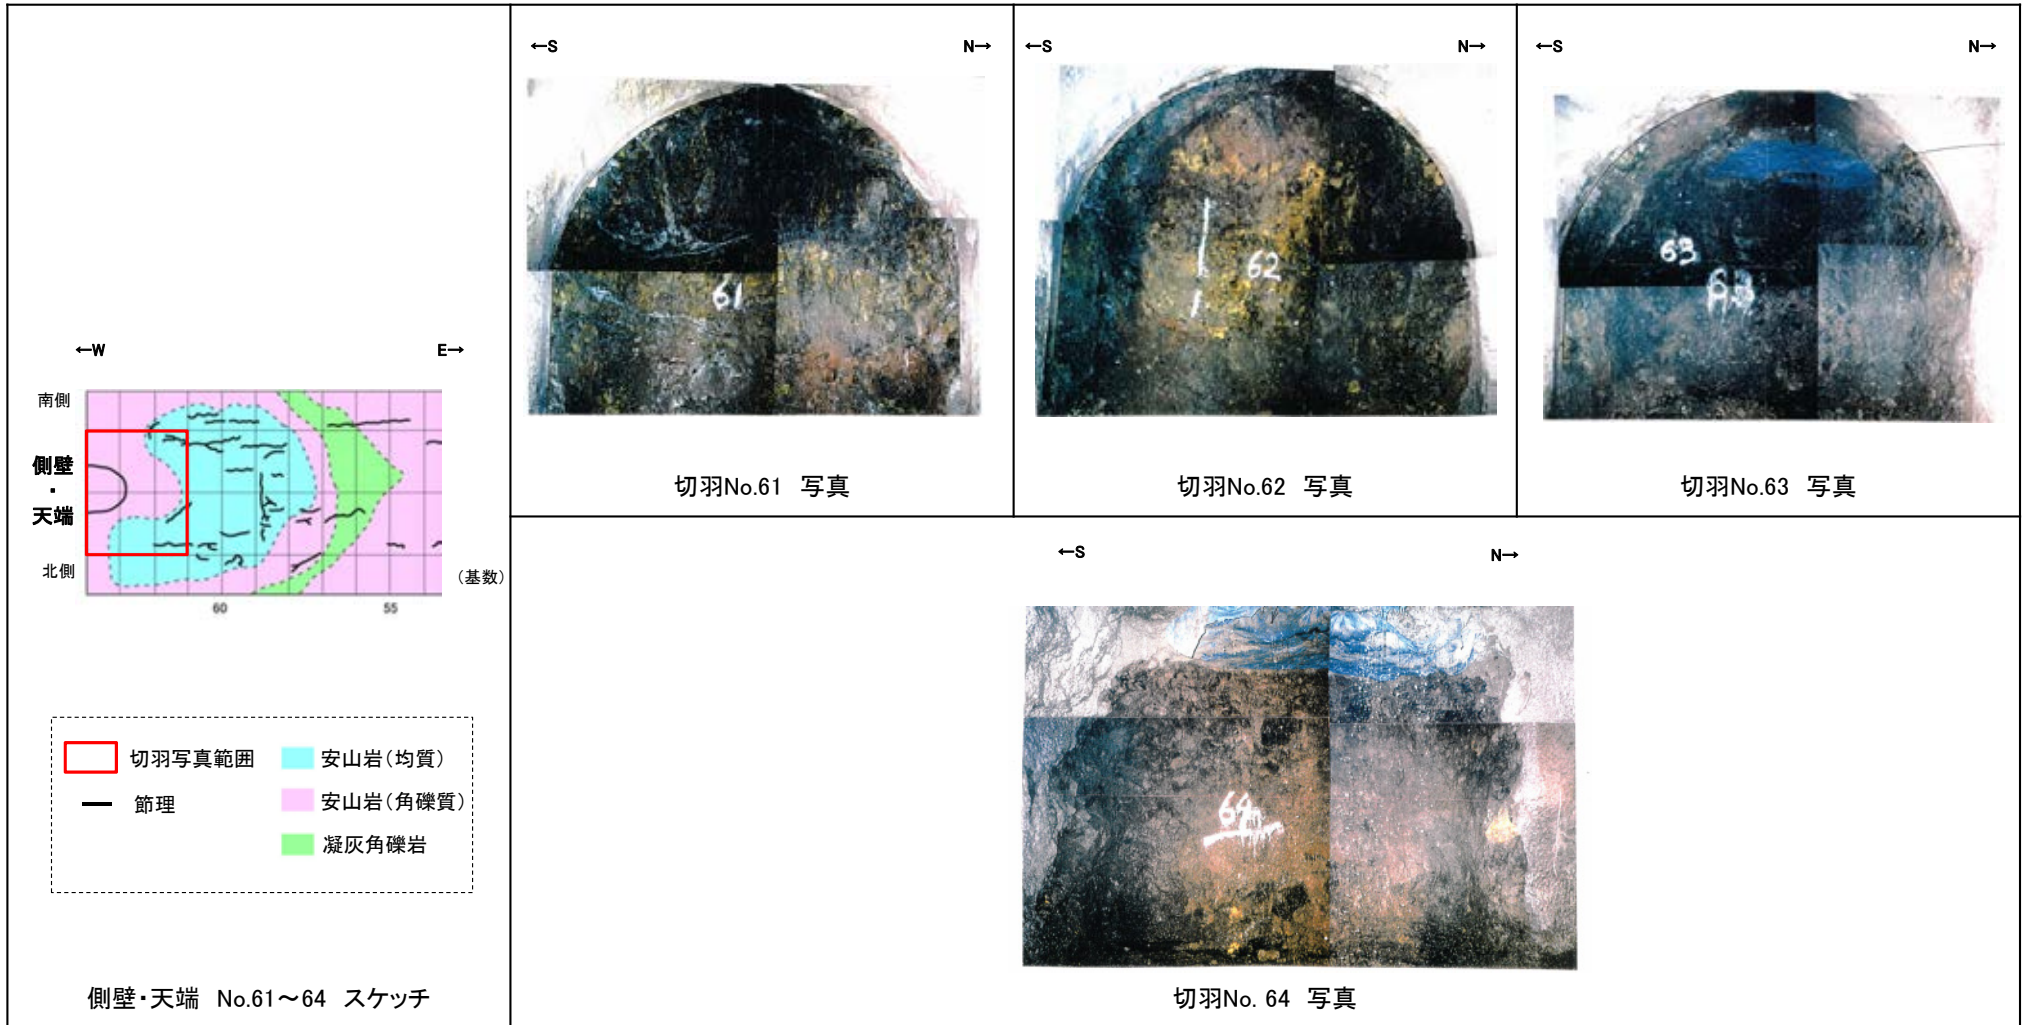 ←W E→
南側
側壁
・
天端
北側
(基数)
60 55
切羽写真範囲
節理
安山岩(均質)
安山岩(角礫質)
凝灰角礫岩
側壁・天端 No.61～64 スケッチ
←S N→
61
切羽No.61 写真
←S N→
62
切羽No.62 写真
←S N→
63
切羽No.63 写真
←S N→
64
切羽No. 64 写真